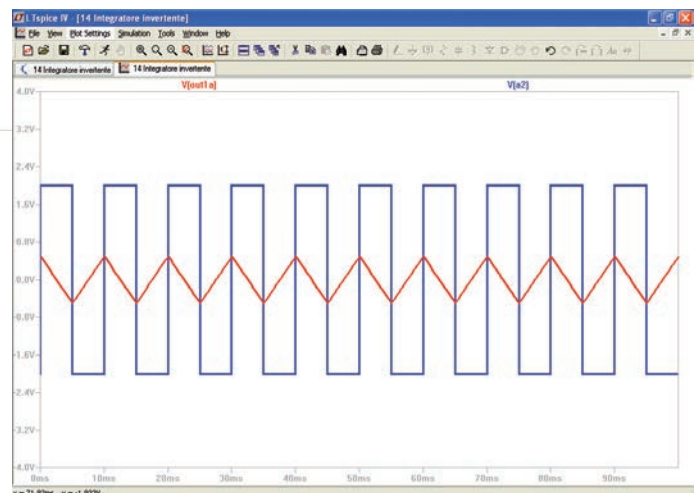 LTspice IV - [14 Integratore invertente]
File View Plot Settings Simulation Tools Window Help
14 Integratore invertente 14 Integratore invertente
V[out1a] V[a2]
4.0V
3.2V
2.4V
1.6V
0.8V
0.0V
-0.8V
-1.6V
-2.4V
-3.2V
-4.0V
0ms 10ms 20ms 30ms 40ms 50ms 60ms 70ms 80ms 90ms